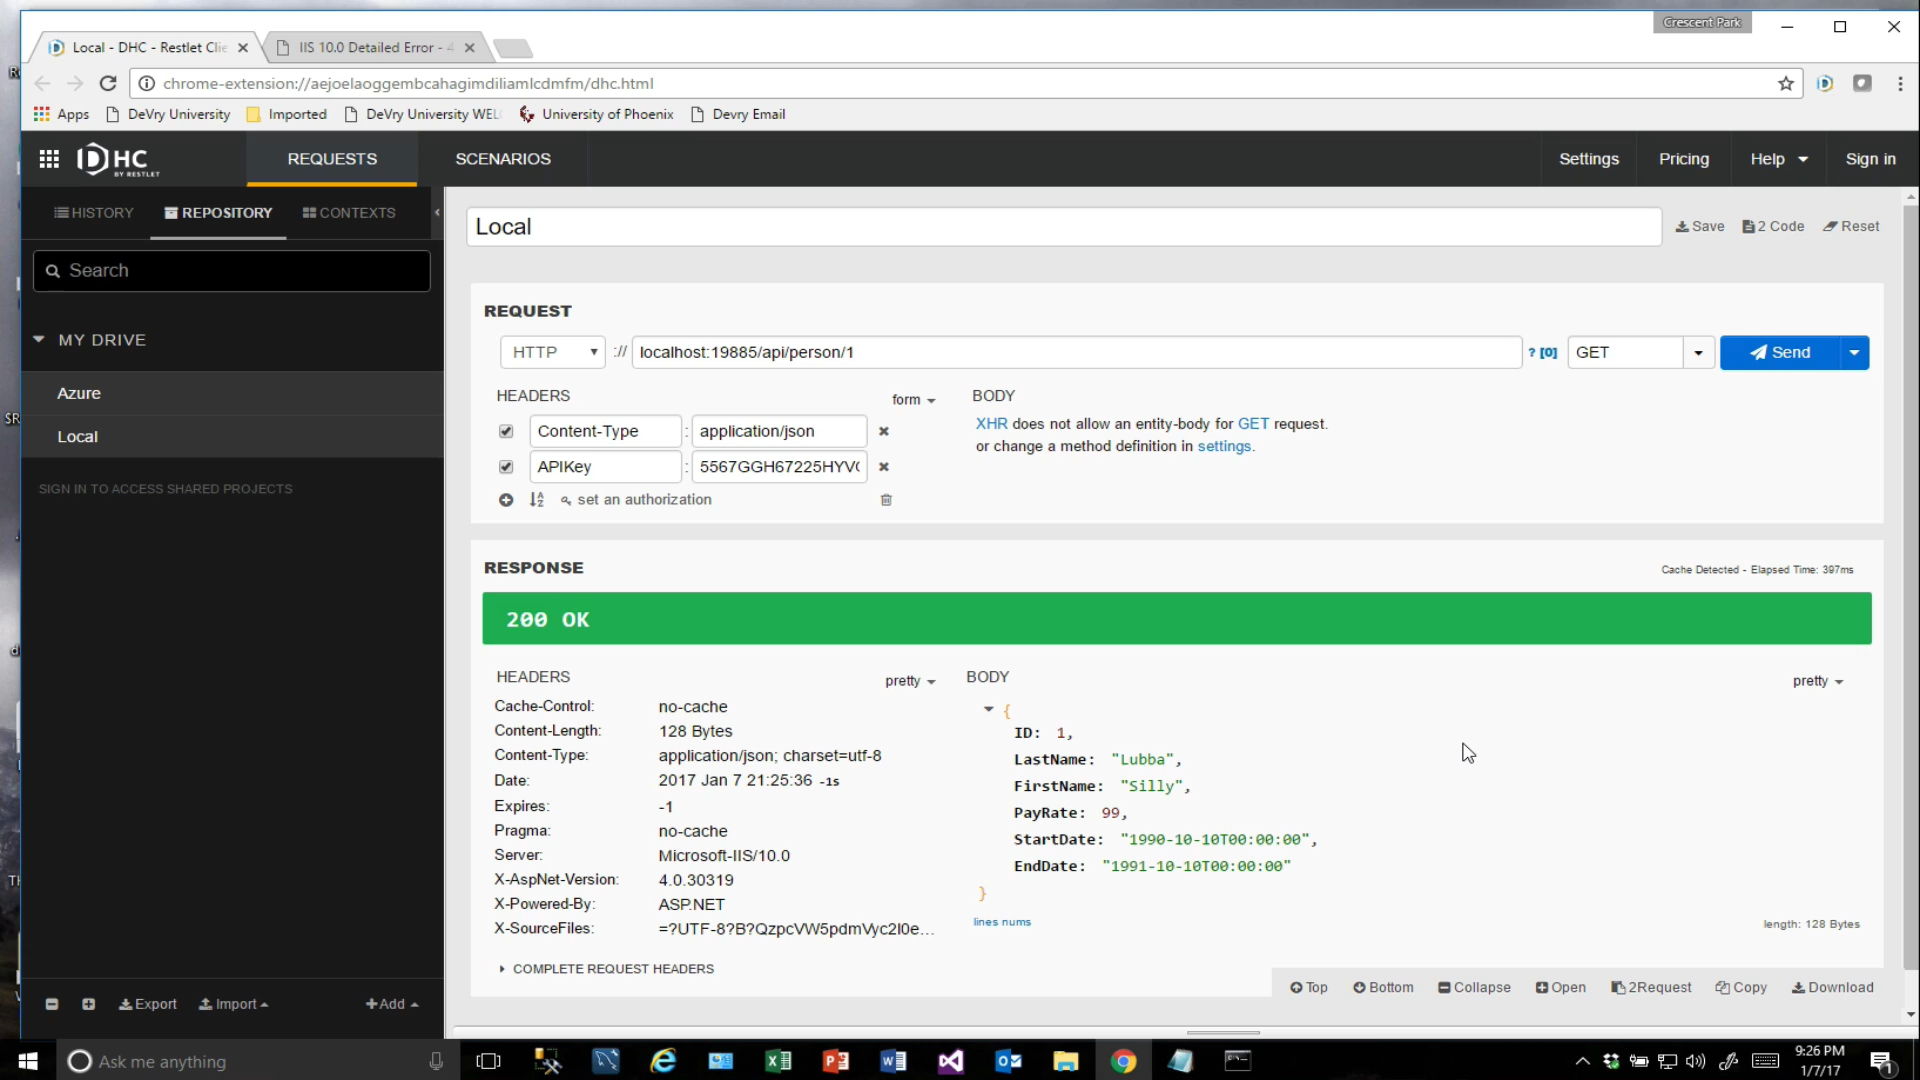 Crescent Park
Local - DHC - Restlet Clie
IIS 10.0 Detailed Error - 4
chrome-extension://aejoelaoggembcahagimdiliamlcdmfm/dhc.html
Apps DeVry University Imported DeVry University WEL University of Phoenix Devry Email
DHC BY RESTLET
REQUESTS SCENARIOS
Settings Pricing Help Sign in
HISTORY REPOSITORY CONTEXTS
Search
MY DRIVE
Azure
Local
SIGN IN TO ACCESS SHARED PROJECTS
Export Import +Add
Local
Save 2 Code Reset
REQUEST
HTTP :// localhost:19885/api/person/1 ? [0] GET Send
HEADERS form
Content-Type : application/json
APIKey : 5567GGH67225HYV
set an authorization
BODY
XHR does not allow an entity-body for GET request.
or change a method definition in settings.
RESPONSE
Cache Detected - Elapsed Time: 397ms
200 OK
HEADERS pretty
Cache-Control: no-cache
Content-Length: 128 Bytes
Content-Type: application/json; charset=utf-8
Date: 2017 Jan 7 21:25:36 -1s
Expires: -1
Pragma: no-cache
Server: Microsoft-IIS/10.0
X-AspNet-Version: 4.0.30319
X-Powered-By: ASP.NET
X-SourceFiles: =?UTF-8?B?QzpcVW5pdmVyc2l0e...
COMPLETE REQUEST HEADERS
BODY pretty
{
ID: 1,
LastName: "Lubba",
FirstName: "Silly",
PayRate: 99,
StartDate: "1990-10-10T00:00:00",
EndDate: "1991-10-10T00:00:00"
}
lines nums
length: 128 Bytes
Top Bottom Collapse Open 2Request Copy Download
Ask me anything
9:26 PM
1/7/17
1